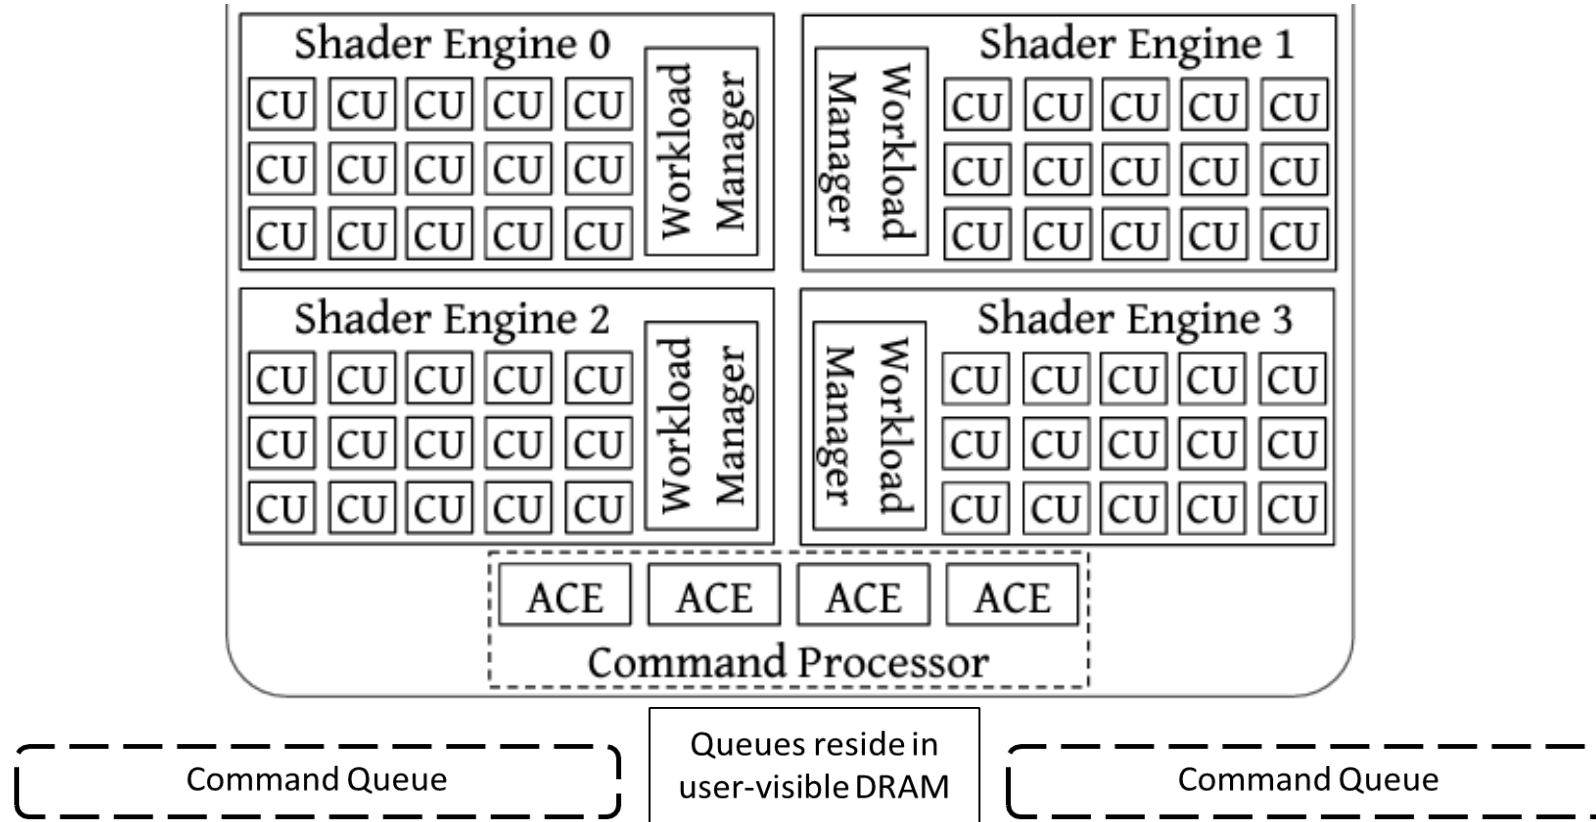 Shader Engine 0
CU CU CU CU CU
CU CU CU CU CU
CU CU CU CU CU
Workload
Manager
Shader Engine 1
Workload
Manager
CU CU CU CU CU
CU CU CU CU CU
CU CU CU CU CU
Shader Engine 2
CU CU CU CU CU
CU CU CU CU CU
CU CU CU CU CU
Workload
Manager
Shader Engine 3
Workload
Manager
CU CU CU CU CU
CU CU CU CU CU
CU CU CU CU CU
ACE ACE ACE ACE
Command Processor
Command Queue
Queues reside in
user-visible DRAM
Command Queue